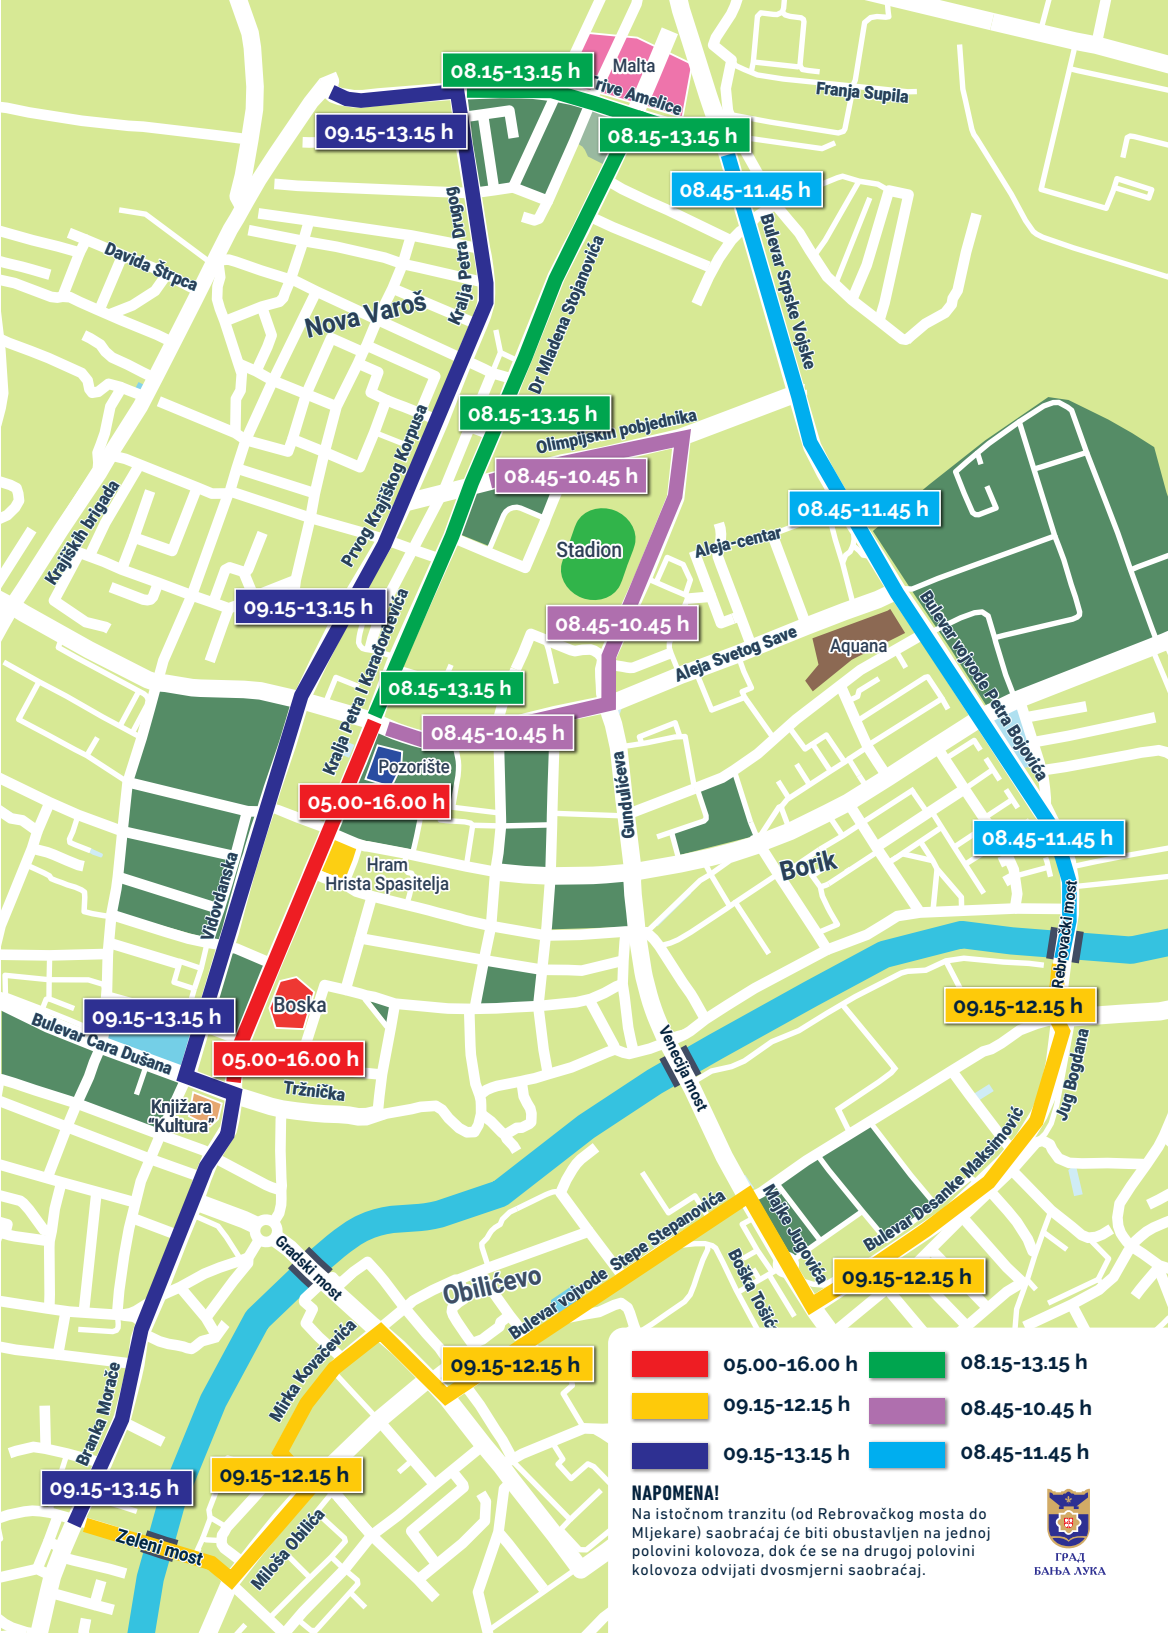 08.15-13.15 h
Malta
Trive Amelice
Franja Supila
09.15-13.15 h
08.15-13.15 h
08.45-11.45 h
Kralja Petra Drugog
Davida Štrpca
Nova Varoš
Dr Mladena Stojanovića
Bulevar Srpske Vojske
08.15-13.15 h
Olimpijskih pobjednika
08.45-10.45 h
Prvog Krajiškog Korpusa
Krajiških brigada
08.45-11.45 h
Stadion
Aleja-centar
09.15-13.15 h
08.45-10.45 h
Kralja Petra I Karađorđevića
Aleja Svetog Save
Aquana
Bulevar vojvode Petra Bojovića
08.15-13.15 h
08.45-10.45 h
Pozorište
05.00-16.00 h
Gundulićeva
08.45-11.45 h
Borik
Hram
Hrista Spasitelja
Vidovdanska
Rebrovački most
Boska
09.15-13.15 h
09.15-12.15 h
Bulevar Cara Dušana
05.00-16.00 h
Tržnička
Venecija most
Jug Bogdana
Knjižara
“Kultura”
Bulevar Desanke Maksimović
Majke Jugovića
Gradski most
Obilićevo
Bulevar vojvode Stepe Stepanovića
Boška Tošića
09.15-12.15 h
Mirka Kovačevića
09.15-12.15 h
Branka Morače
09.15-12.15 h
09.15-13.15 h
Zeleni most
Miloša Obilića
05.00-16.00 h
08.15-13.15 h
09.15-12.15 h
08.45-10.45 h
09.15-13.15 h
08.45-11.45 h
NAPOMENA!
Na istočnom tranzitu (od Rebrovačkog mosta do
Mljekare) saobraćaj će biti obustavljen na jednoj
polovini kolovoza, dok će se na drugoj polovini
kolovoza odvijati dvosmjerni saobraćaj.
ГРАД
БАЊА ЛУКА